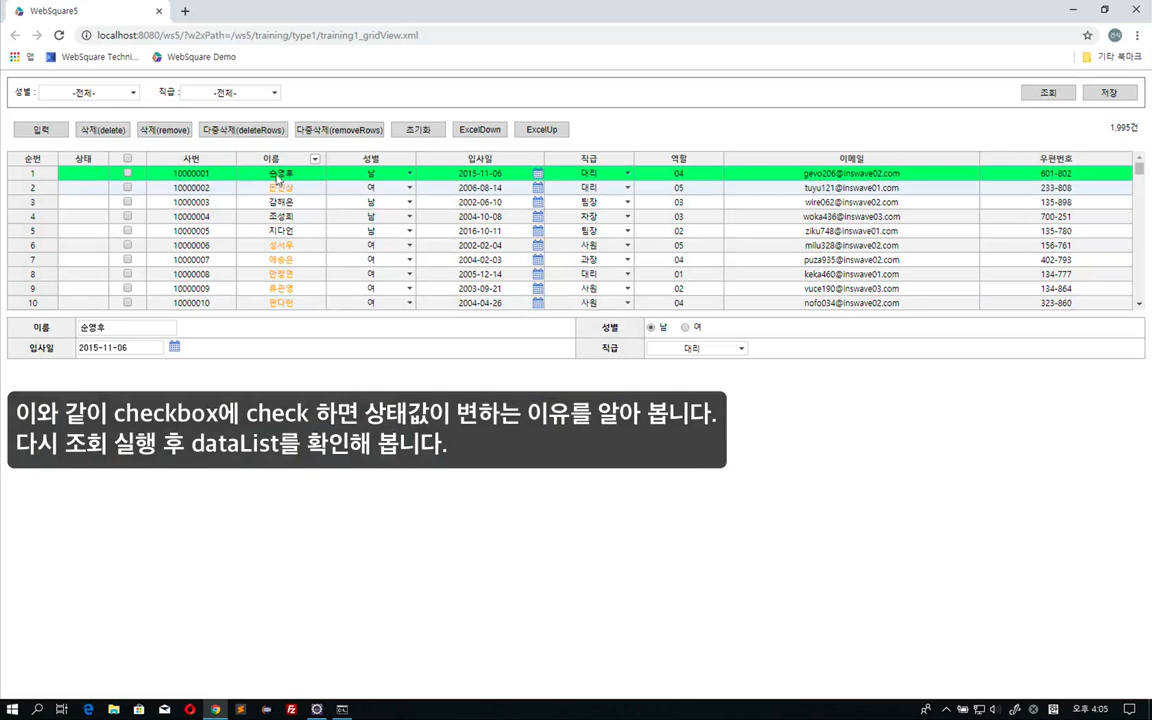 WebSquare5
localhost:8080/ws5/?w2xPath=/ws5/training/type1/training1_gridView.xml
앱 WebSquare Techni... WebSquare Demo 기타 북마크
성별 : -전체- 직급 : -전체- 조회 저장
입력 삭제(delete) 삭제(remove) 다중삭제(deleteRows) 다중삭제(removeRows) 초기화 ExcelDown ExcelUp 1,995건
순번 상태 사번 이름 성별 입사일 직급 역할 이메일 우편번호
1 10000001 순영후 남 2015-11-06 대리 04 gevo206@inswave02.com 601-802
2 10000002 여 2006-08-14 대리 05 tuyu121@inswave01.com 233-808
3 10000003 감해운 남 2002-06-10 팀장 03 wire062@inswave02.com 135-898
4 10000004 조성희 남 2004-10-08 차장 03 woka436@inswave03.com 700-251
5 10000005 지다언 남 2016-10-11 팀장 02 ziku748@inswave01.com 135-780
6 10000006 성서우 여 2002-02-04 사원 05 milu328@inswave02.com 156-761
7 10000007 애승운 여 2004-02-03 과장 04 puza935@inswave02.com 402-793
8 10000008 만정연 여 2005-12-14 대리 01 keka460@inswave01.com 134-777
9 10000009 류관영 여 2003-09-21 사원 02 vuce190@inswave03.com 134-864
10 10000010 편다헌 여 2004-04-26 사원 04 nofo034@inswave02.com 323-860
이름 순영후 성별 남 여
입사일 2015-11-06 직급 대리
이와 같이 checkbox에 check 하면 상태값이 변하는 이유를 알아 봅니다.
다시 조회 실행 후 dataList를 확인해 봅니다.
오후 4:05